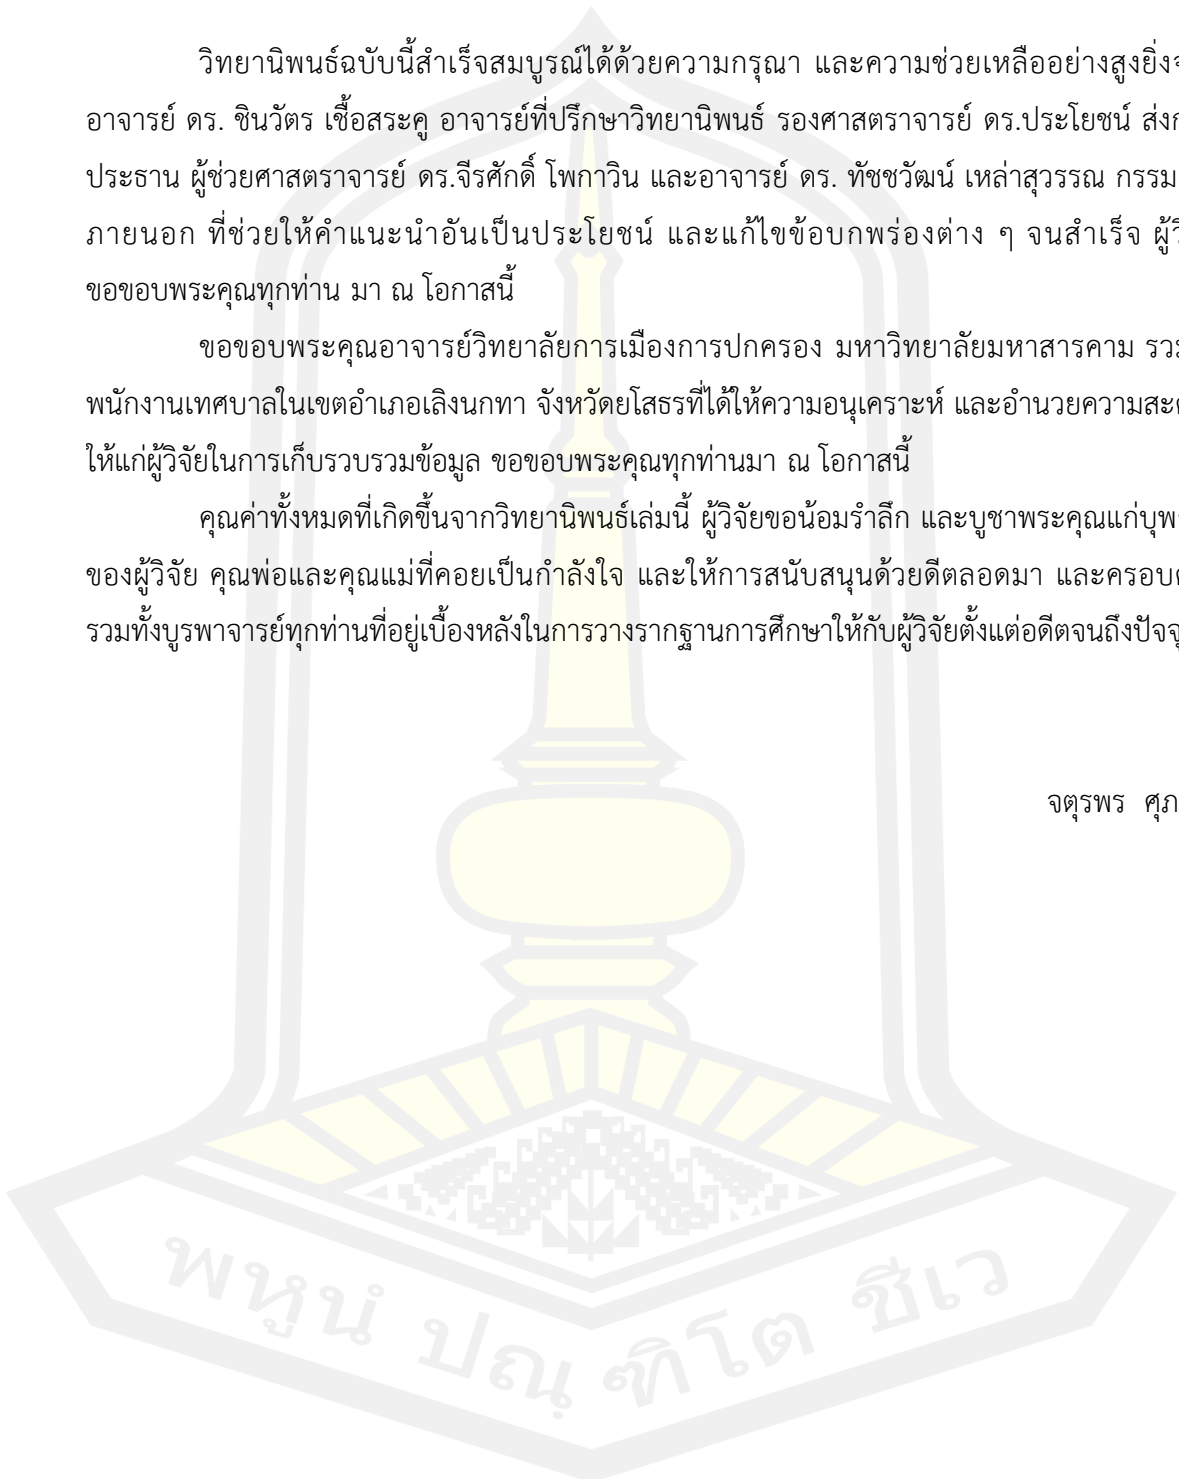 วิทยานิพนธ์ฉบับนี้สำเร็จสมบูรณ์ได้ด้วยความกรุณา และความช่วยเหลืออย่างสูงยิ่ง
อาจารย์ ดร. ชินวัตร เชื้อสระคู อาจารย์ที่ปรึกษาวิทยานิพนธ์ รองศาสตราจารย์ ดร.ประโยชน์
ประธาน ผู้ช่วยศาสตราจารย์ ดร.จีรศักดิ์ โพกาวิน และอาจารย์ ดร. ทัชชวัฒน์ เหล่าสุวรรณ
ภายนอก ที่ช่วยให้คำแนะนำอันเป็นประโยชน์ และแก้ไขข้อบกพร่องต่าง ๆ จนสำเร็จ
ขอขอบพระคุณทุกท่าน มา ณ โอกาสนี้
ขอขอบพระคุณอาจารย์วิทยาลัยการเมืองการปกครอง มหาวิทยาลัยมหาสารคาม
พนักงานเทศบาลในเขตอำเภอเลิงนกทา จังหวัดยโสธรที่ได้ให้ความอนุเคราะห์ และอำนวยความ
ให้แก่ผู้วิจัยในการเก็บรวบรวมข้อมูล ขอขอบพระคุณทุกท่านมา ณ โอกาสนี้
คุณค่าทั้งหมดที่เกิดขึ้นจากวิทยานิพนธ์เล่มนี้ ผู้วิจัยขอน้อมรำลึก และบูชาพระคุณแก่
ของผู้วิจัย คุณพ่อและคุณแม่ที่คอยเป็นกำลังใจ และให้การสนับสนุนด้วยดีตลอดมา และ
รวมทั้งบูรพาจารย์ทุกท่านที่อยู่เบื้องหลังในการวางรากฐานการศึกษาให้กับผู้วิจัยตั้งแต่อดีตจนถึง
จตุรพร
พหูนํ ปณฺฑิโต ชีเว